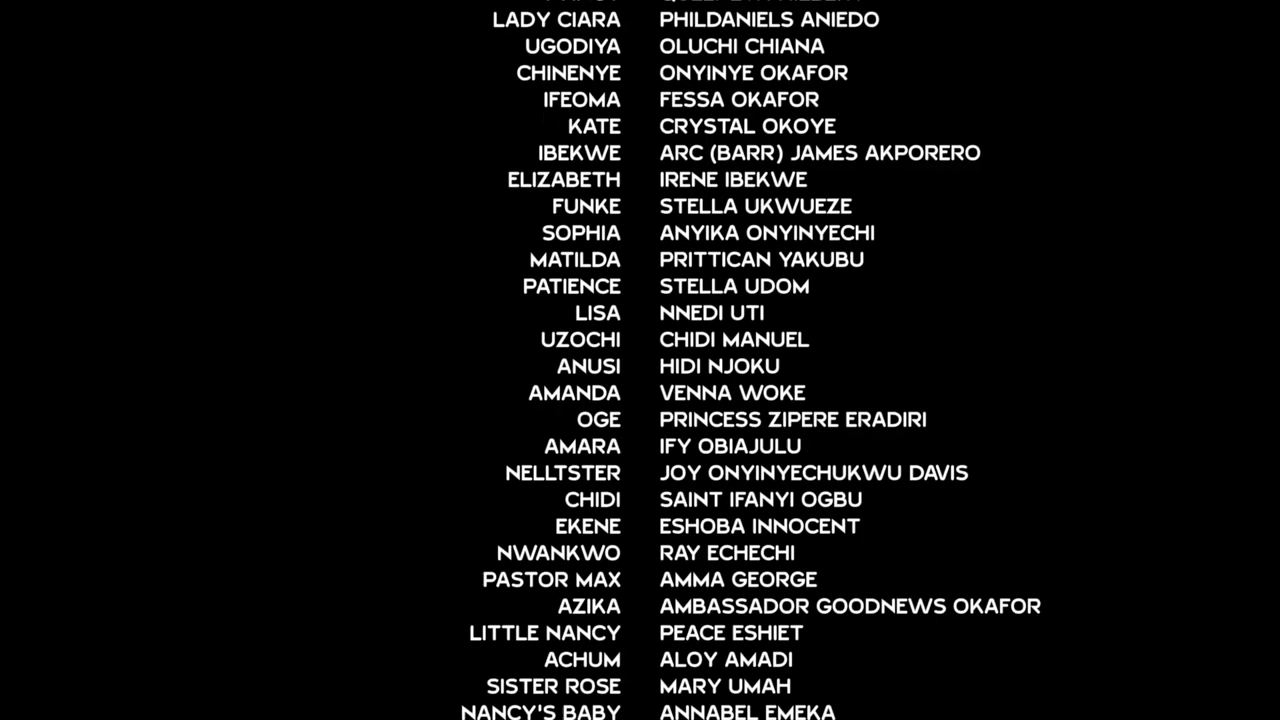 LADY CIARA PHILDANIELS ANIEDO
UGODIYA OLUCHI CHIANA
CHINENYE ONYINYE OKAFOR
IFEOMA FESSA OKAFOR
KATE CRYSTAL OKOYE
IBEKWE ARC (BARR) JAMES AKPORERO
ELIZABETH IRENE IBEKWE
FUNKE STELLA UKWUEZE
SOPHIA ANYIKA ONYINYECHI
MATILDA PRITTICAN YAKUBU
PATIENCE STELLA UDOM
LISA NNEDI UTI
UZOCHI CHIDI MANUEL
ANUSI HIDI NJOKU
AMANDA VENNA WOKE
OGE PRINCESS ZIPERE ERADIRI
AMARA IFY OBIAJULU
NELLTSTER JOY ONYINYECHUKWU DAVIS
CHIDI SAINT IFANYI OGBU
EKENE ESHOBA INNOCENT
NWANKWO RAY ECHECHI
PASTOR MAX AMMA GEORGE
AZIKA AMBASSADOR GOODNEWS OKAFOR
LITTLE NANCY PEACE ESHIET
ACHUM ALOY AMADI
SISTER ROSE MARY UMAH
NANCY'S BABY ANNABEL EMEKA